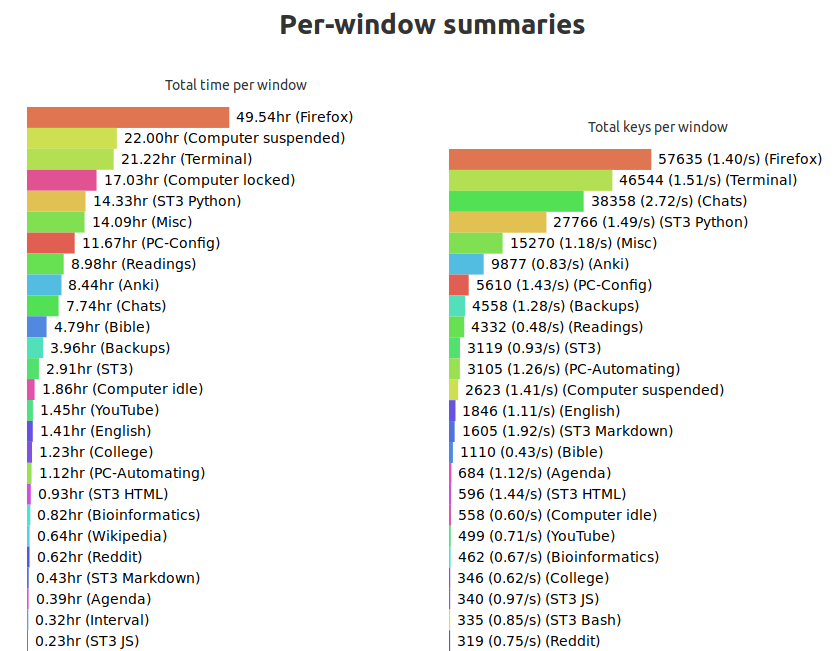 Per-window summaries
Total time per window
49.54hr (Firefox)
22.00hr (Computer suspended)
21.22hr (Terminal)
17.03hr (Computer locked)
14.33hr (ST3 Python)
14.09hr (Misc)
11.67hr (PC-Config)
8.98hr (Readings)
8.44hr (Anki)
7.74hr (Chats)
4.79hr (Bible)
3.96hr (Backups)
2.91hr (ST3)
1.86hr (Computer idle)
1.45hr (YouTube)
1.41hr (English)
1.23hr (College)
1.12hr (PC-Automating)
0.93hr (ST3 HTML)
0.82hr (Bioinformatics)
0.64hr (Wikipedia)
0.62hr (Reddit)
0.43hr (ST3 Markdown)
0.39hr (Agenda)
0.32hr (Interval)
0.23hr (ST3 JS)
Total keys per window
57635 (1.40/s) (Firefox)
46544 (1.51/s) (Terminal)
38358 (2.72/s) (Chats)
27766 (1.49/s) (ST3 Python)
15270 (1.18/s) (Misc)
9877 (0.83/s) (Anki)
5610 (1.43/s) (PC-Config)
4558 (1.28/s) (Backups)
4332 (0.48/s) (Readings)
3119 (0.93/s) (ST3)
3105 (1.26/s) (PC-Automating)
2623 (1.41/s) (Computer suspended)
1846 (1.11/s) (English)
1605 (1.92/s) (ST3 Markdown)
1110 (0.43/s) (Bible)
684 (1.12/s) (Agenda)
596 (1.44/s) (ST3 HTML)
558 (0.60/s) (Computer idle)
499 (0.71/s) (YouTube)
462 (0.67/s) (Bioinformatics)
346 (0.62/s) (College)
340 (0.97/s) (ST3 JS)
335 (0.85/s) (ST3 Bash)
319 (0.75/s) (Reddit)